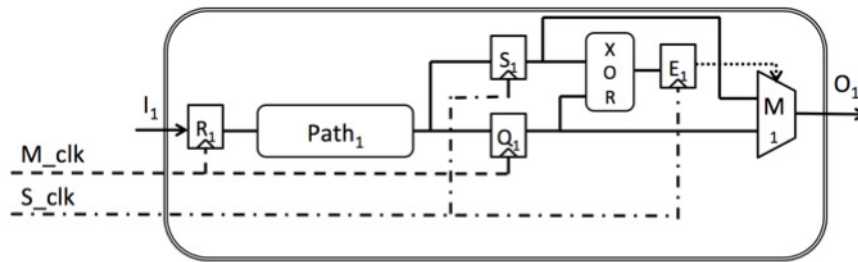 I₁
R₁
Path₁
S₁
Q₁
X
O
R
E₁
M
1
O₁
M_clk
S_clk